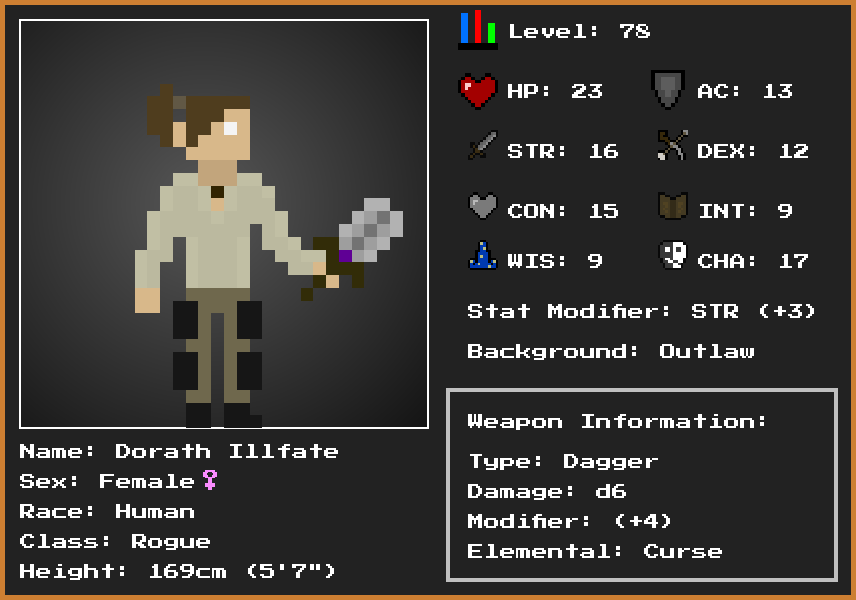 Level: 78
HP: 23 AC: 13
STR: 16 DEX: 12
CON: 15 INT: 9
WIS: 9 CHA: 17
Stat Modifier: STR (+3)
Background: Outlaw
Weapon Information:
Type: Dagger
Damage: d6
Modifier: (+4)
Elemental: Curse
Name: Dorath Illfate
Sex: Female♀
Race: Human
Class: Rogue
Height: 169cm (5'7")